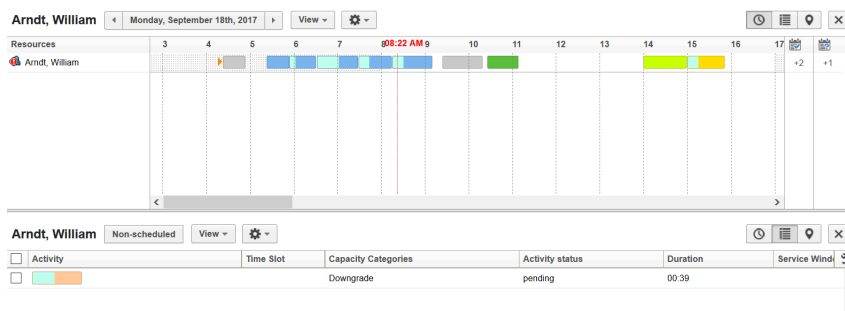 Arndt, William Monday, September 18th, 2017 View
Resources 3 4 5 6 7 8 08:22 AM 9 10 11 12 13 14 15 16 17
Arndt, William +2 +1
Arndt, William Non-scheduled View
Activity Time Slot Capacity Categories Activity status Duration Service Wind
Downgrade pending 00:39